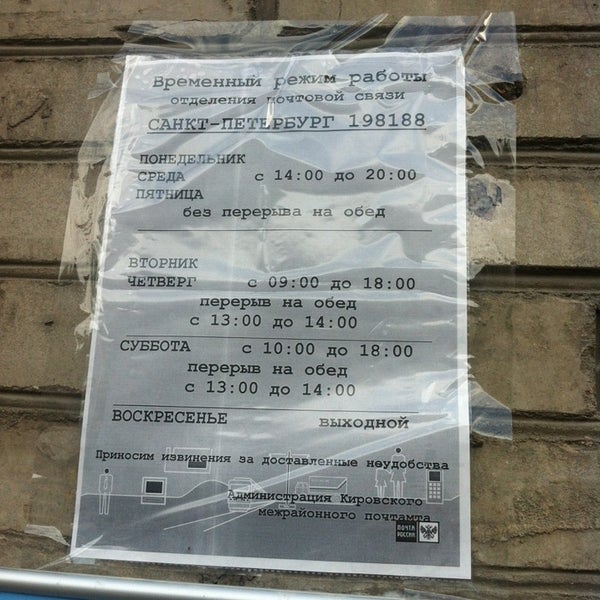 Временный режим работы
отделения почтовой связи
САНКТ-ПЕТЕРБУРГ 198188
ПОНЕДЕЛЬНИК
СРЕДА с 14:00 до 20:00
ПЯТНИЦА
без перерыва на обед
ВТОРНИК
ЧЕТВЕРГ с 09:00 до 18:00
перерыв на обед
с 13:00 до 14:00
СУББОТА с 10:00 до 18:00
перерыв на обед
с 13:00 до 14:00
ВОСКРЕСЕНЬЕ выходной
Приносим извинения за доставленные неудобства
Администрация Кировского
межрайонного почтамта
ПОЧТА
РОССИИ